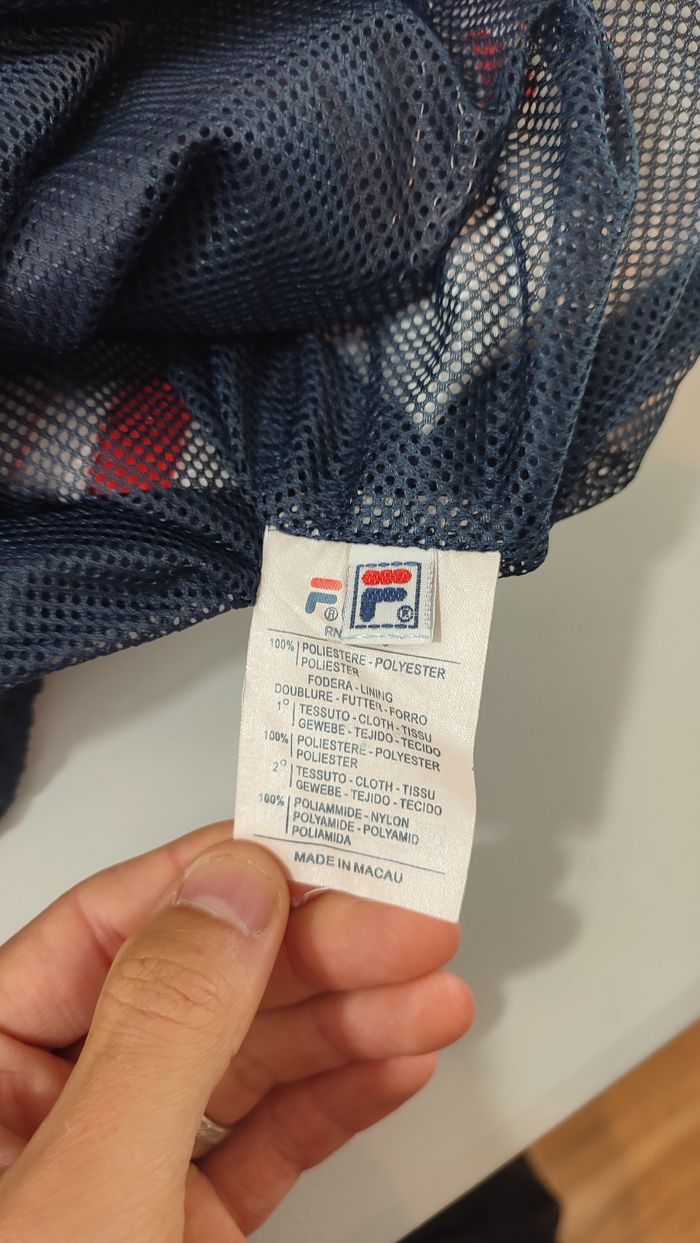 RN
100% POLIESTERE - POLYESTER
POLIESTER
FODERA - LINING
DOUBLURE - FUTTER - FORRO
1° TESSUTO - CLOTH - TISSU
GEWEBE - TEJIDO - TECIDO
100% POLIESTERE - POLYESTER
POLIESTER
2° TESSUTO - CLOTH - TISSU
GEWEBE - TEJIDO - TECIDO
100% POLIAMMIDE - NYLON
POLYAMIDE - POLYAMID
POLIAMIDA
MADE IN MACAU